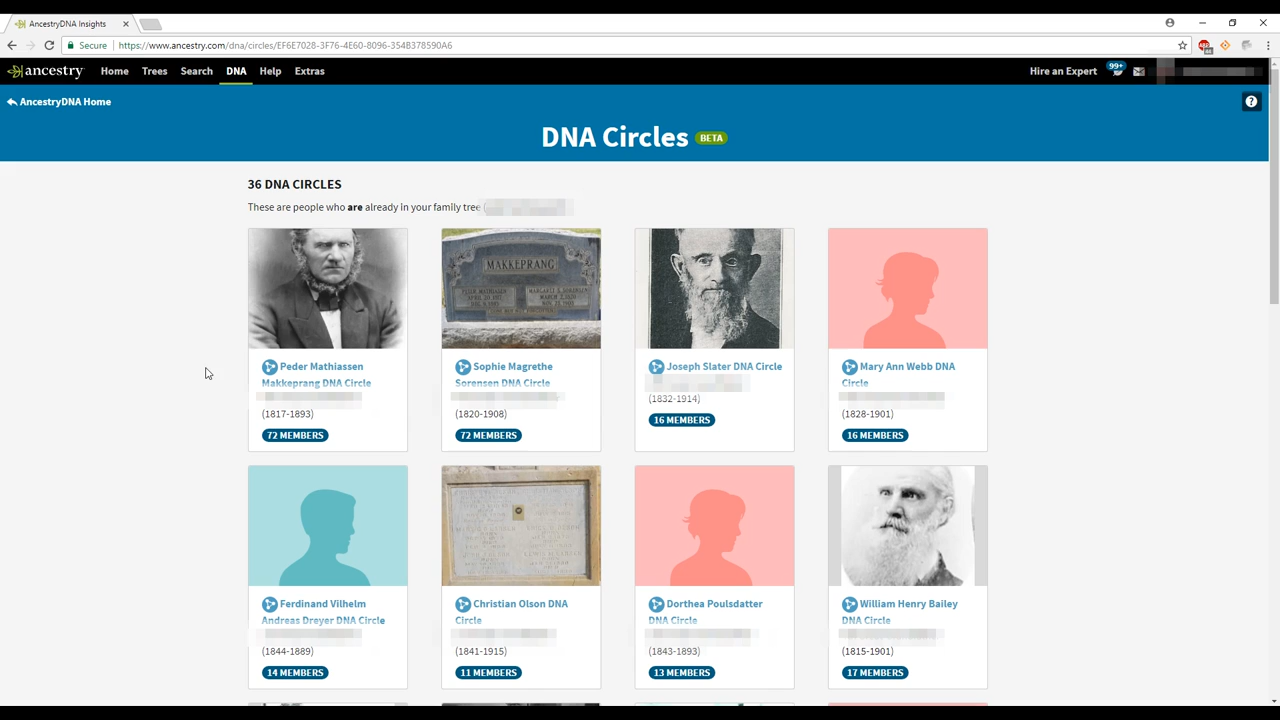 AncestryDNA Insights
Secure https://www.ancestry.com/dna/circles/EF6E7028-3F76-4E60-8096-354B378590A6
ancestry Home Trees Search DNA Help Extras Hire an Expert 99+
AncestryDNA Home
DNA Circles BETA
36 DNA CIRCLES
These are people who are already in your family tree (
MAKKEPRANG
Peder Mathiassen
Makkeprang DNA Circle
(1817-1893)
72 MEMBERS
Sophie Magrethe
Sorensen DNA Circle
(1820-1908)
72 MEMBERS
Joseph Slater DNA Circle
(1832-1914)
16 MEMBERS
Mary Ann Webb DNA
Circle
(1828-1901)
16 MEMBERS
Ferdinand Vilhelm
Andreas Dreyer DNA Circle
(1844-1889)
14 MEMBERS
Christian Olson DNA
Circle
(1841-1915)
11 MEMBERS
Dorthea Poulsdatter
DNA Circle
(1843-1893)
13 MEMBERS
William Henry Bailey
DNA Circle
(1815-1901)
17 MEMBERS